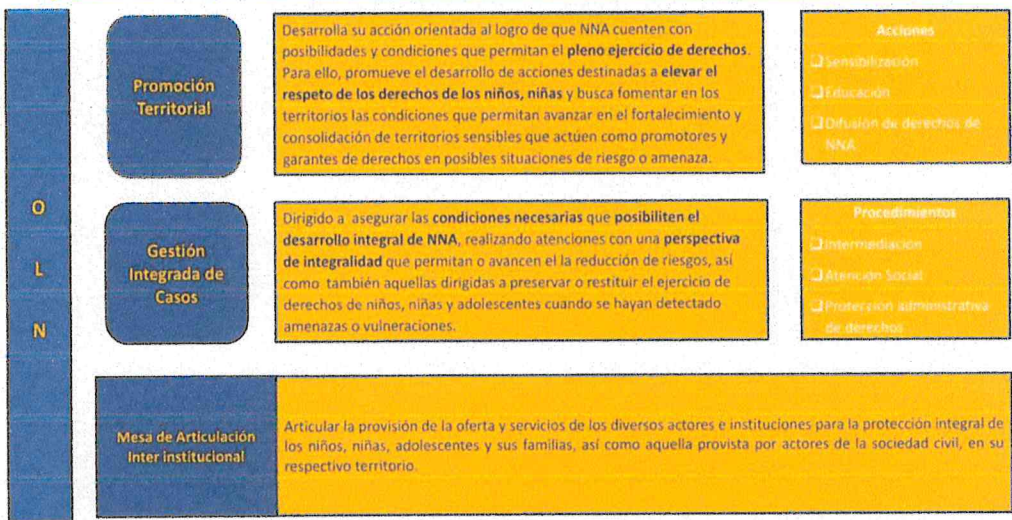 O
L
N
Promoción
Territorial
Desarrolla su acción orientada al logro de que NNA cuenten con
posibilidades y condiciones que permitan el pleno ejercicio de derechos.
Para ello, promueve el desarrollo de acciones destinadas a elevar el
respeto de los derechos de los niños, niñas y busca fomentar en los
territorios las condiciones que permitan avanzar en el fortalecimiento y
consolidación de territorios sensibles que actúen como promotores y
garantes de derechos en posibles situaciones de riesgo o amenaza.
Acciones
Sensibilización
Educación
Difusión de derechos de
NNA
Gestión
Integrada de
Casos
Dirigido a asegurar las condiciones necesarias que posibiliten el
desarrollo integral de NNA, realizando atenciones con una perspectiva
de integralidad que permitan o avancen el la reducción de riesgos, así
como también aquellas dirigidas a preservar o restituir el ejercicio de
derechos de niños, niñas y adolescentes cuando se hayan detectado
amenazas o vulneraciones.
Procedimientos
Intermediación
Atención Social
Protección administrativa
de derechos
Mesa de Articulación
Inter institucional
Articular la provisión de la oferta y servicios de los diversos actores e instituciones para la protección integral de
los niños, niñas, adolescentes y sus familias, así como aquella provista por actores de la sociedad civil, en su
respectivo territorio.